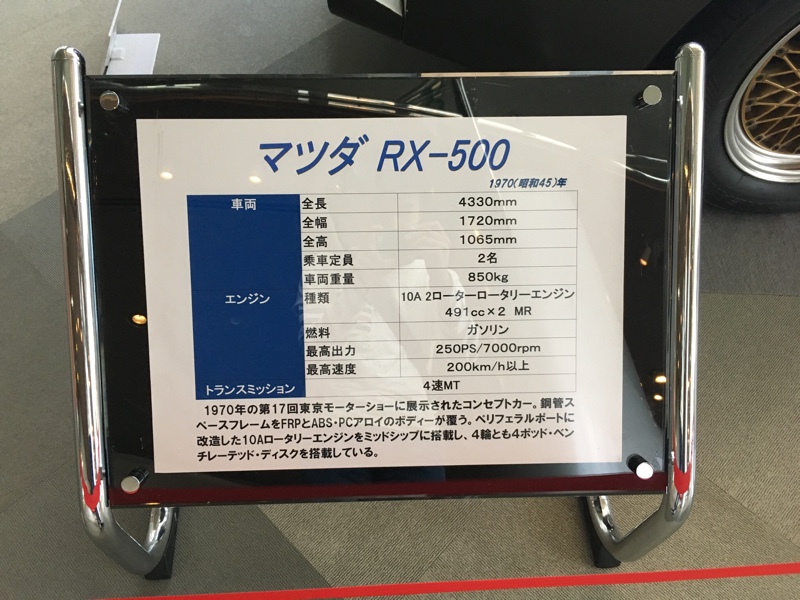 マツダ RX-500
1970(昭和45)年
車両 全長 4330mm
全幅 1720mm
全高 1065mm
乗車定員 2名
車両重量 850kg
エンジン 種類 10A 2ローターロータリーエンジン
491cc×2 MR
燃料 ガソリン
最高出力 250PS/7000rpm
最高速度 200km/h以上
トランスミッション 4速MT
1970年の第17回東京モーターショーに展示されたコンセプトカー。鋼管ス
ペースフレームをFRPとABS・PCアロイのボディーが覆う。ペリフェラルポートに
改造した10Aロータリーエンジンをミッドシップに搭載し、4輪とも4ポッド・ベン
チレーテッド・ディスクを搭載している。